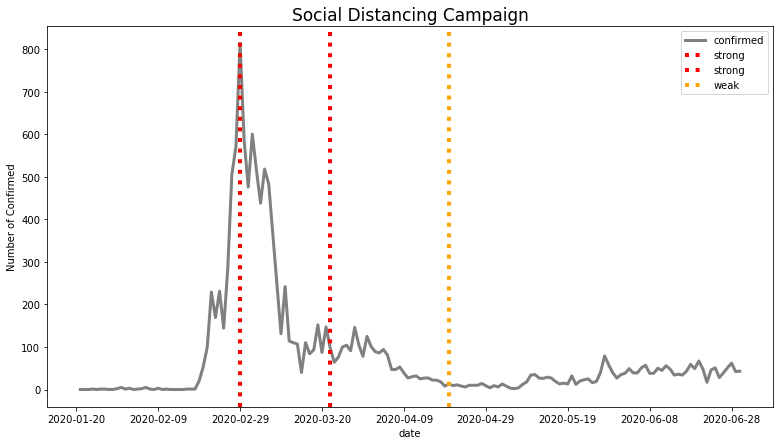 Social Distancing Campaign
confirmed
strong
strong
weak
Number of Confirmed
800
700
600
500
400
300
200
100
0
2020-01-20 2020-02-09 2020-02-29 2020-03-20 2020-04-09 2020-04-29 2020-05-19 2020-06-08 2020-06-28
date